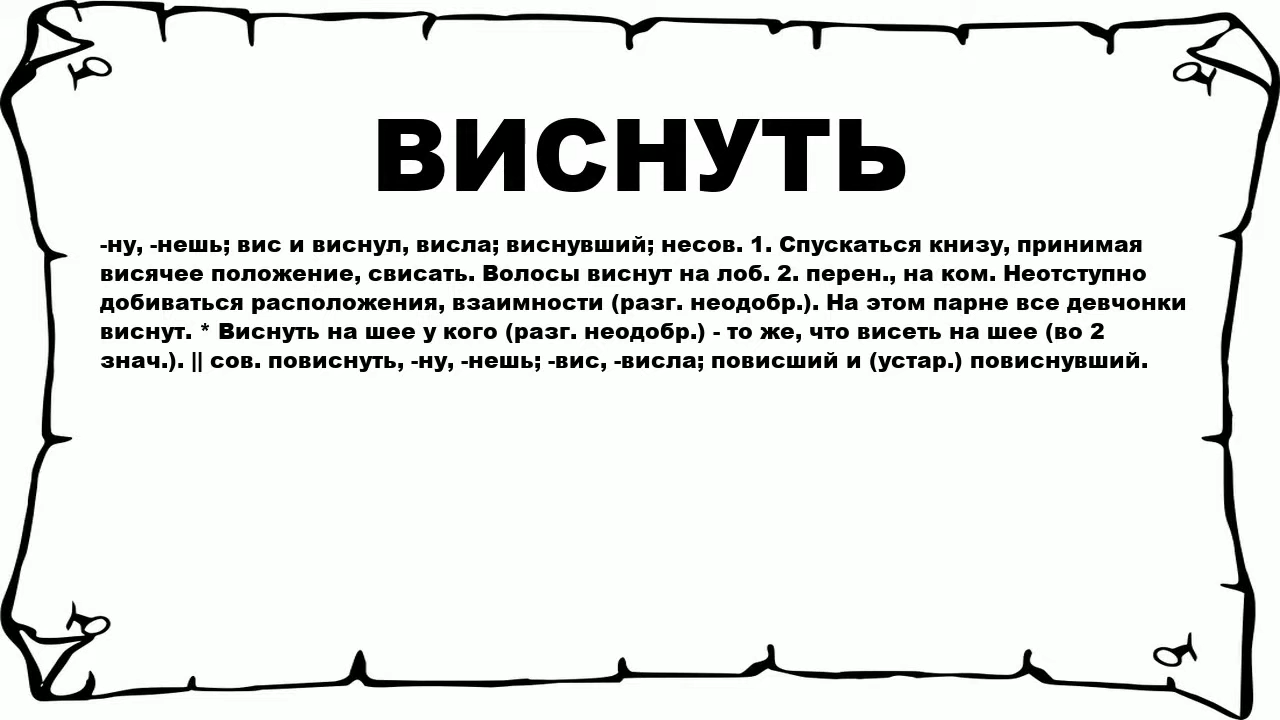 ВИСНУТЬ
-ну, -нешь; вис и виснул, висла; виснувший; несов. 1. Спускаться книзу, принимая
висячее положение, свисать. Волосы виснут на лоб. 2. перен., на ком. Неотступно
добиваться расположения, взаимности (разг. неодобр.). На этом парне все девчонки
виснут. * Виснуть на шее у кого (разг. неодобр.) - то же, что висеть на шее (во 2
знач.). || сов. повиснуть, -ну, -нешь; -вис, -висла; повисший и (устар.) повиснувший.